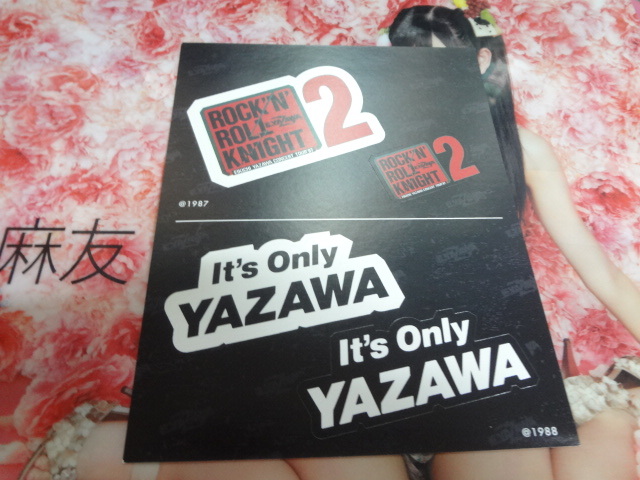 ROCK'N'
ROLL
KNIGHT
2
ROCK'N'
ROLL
KNIGHT
2
@1987
麻友
It's Only
YAZAWA
It's Only
YAZAWA
@1988